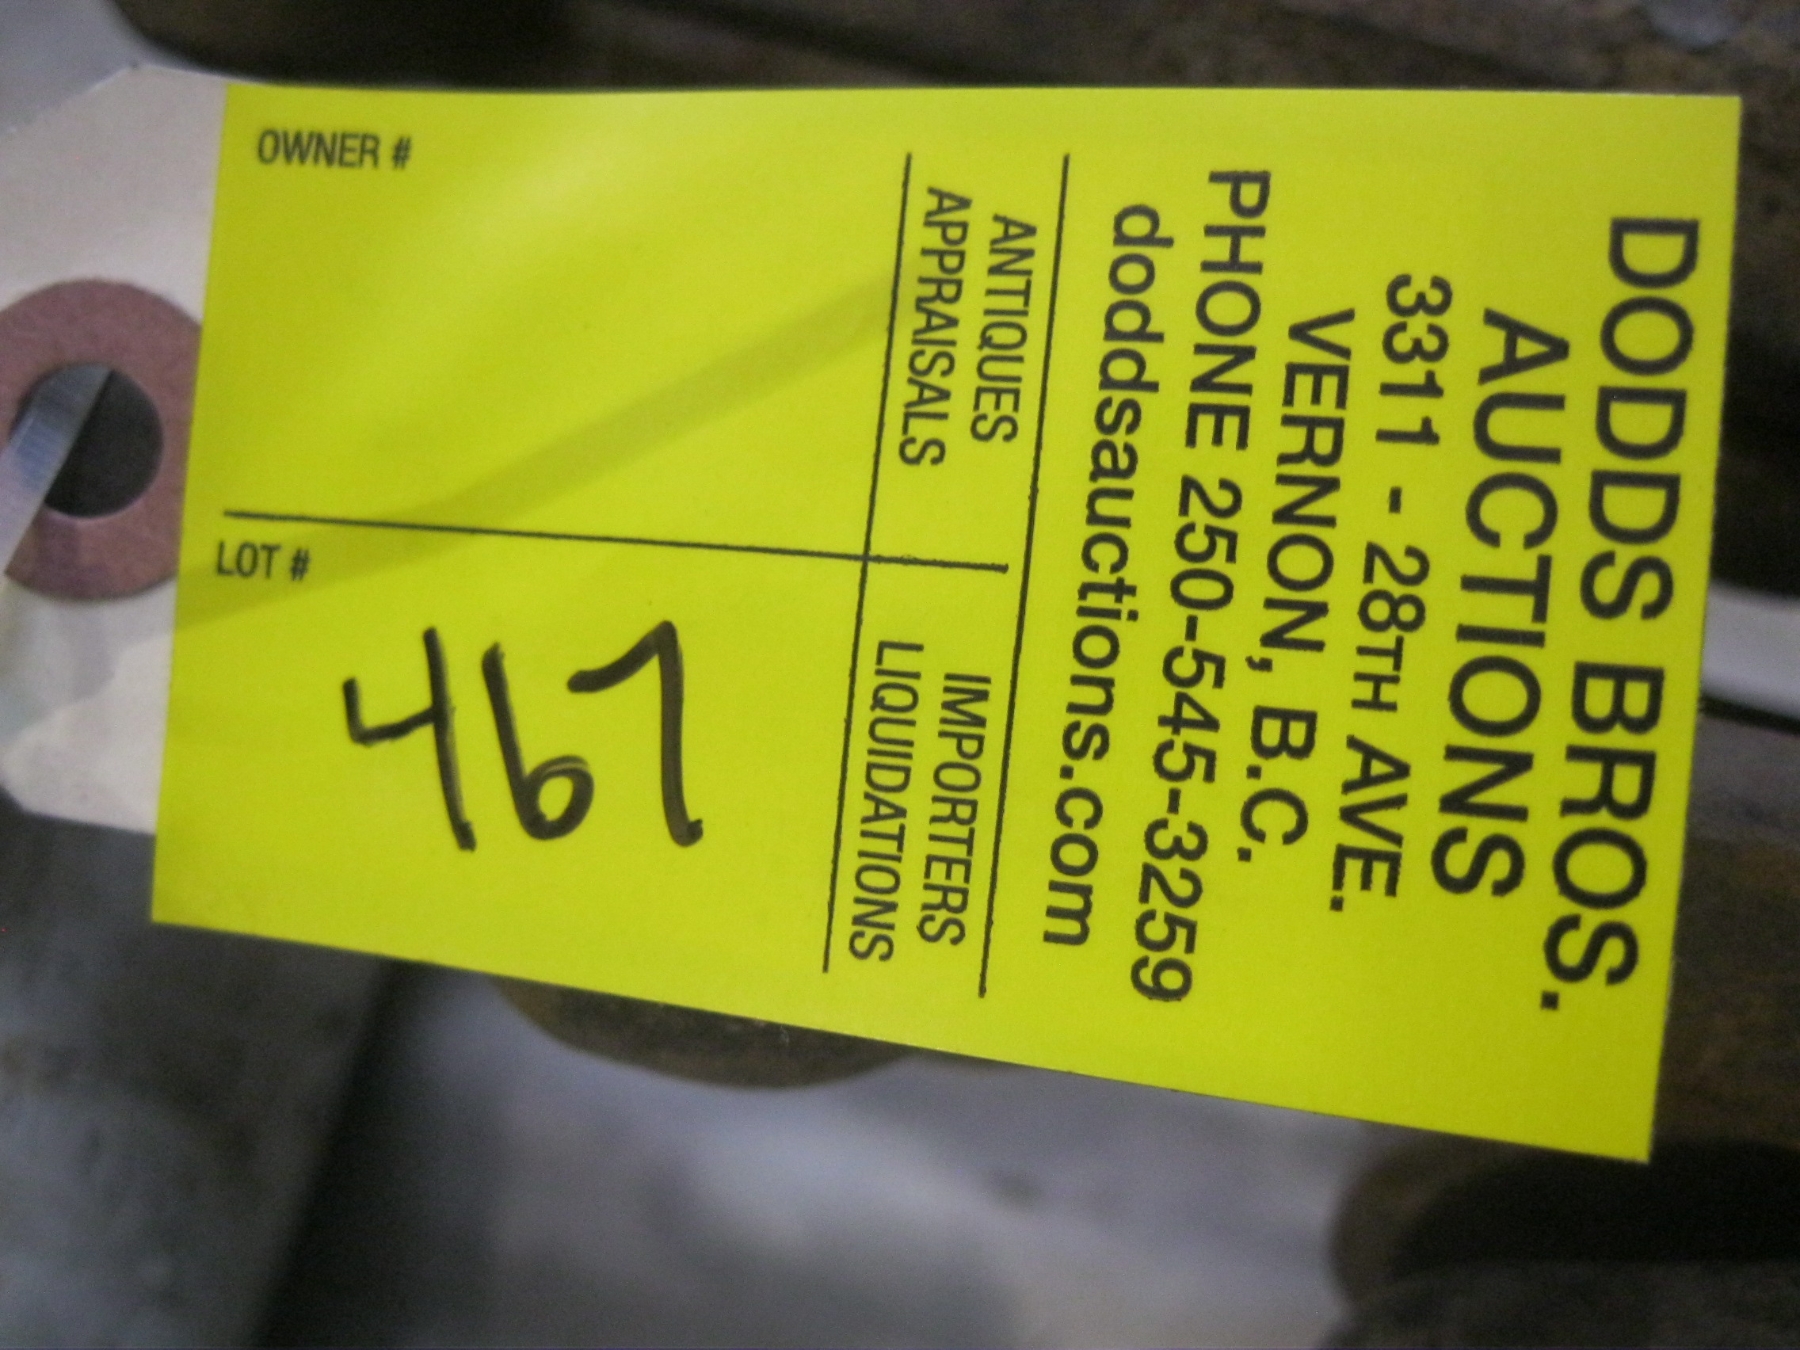 DODDS BROS.
AUCTIONS
3311 - 28TH AVE.
VERNON, B.C.
PHONE 250-545-3259
doddsauctions.com
ANTIQUES
APPRAISALS
IMPORTERS
LIQUIDATIONS
OWNER #
LOT #
467